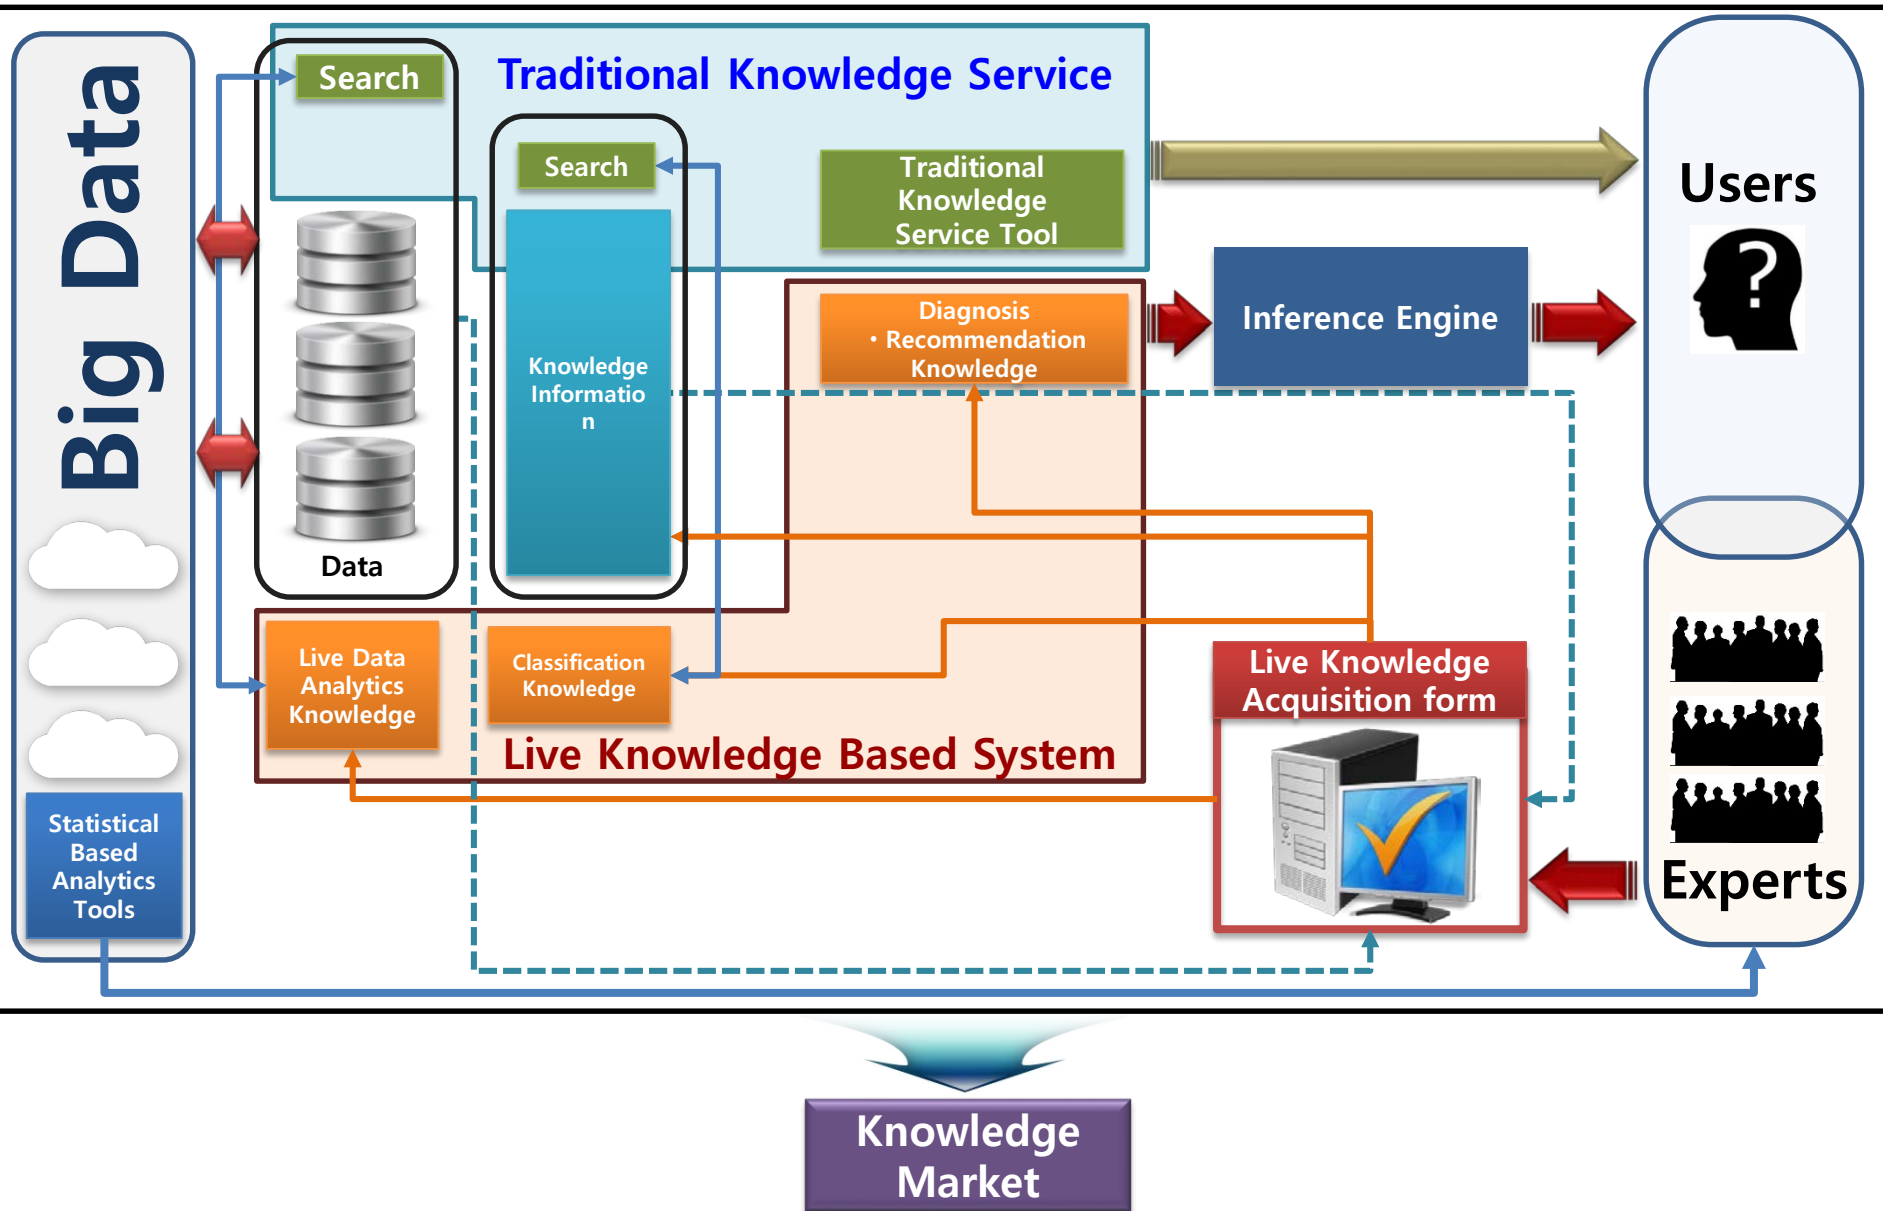 Big Data
Search
Traditional Knowledge Service
Search
Traditional
Knowledge
Service Tool
Users
?
Data
Knowledge
Informatio
n
Diagnosis
・Recommendation
Knowledge
Inference Engine
Live Data
Analytics
Knowledge
Classification
Knowledge
Live Knowledge Based System
Live Knowledge
Acquisition form
Statistical
Based
Analytics
Tools
Experts
Knowledge
Market